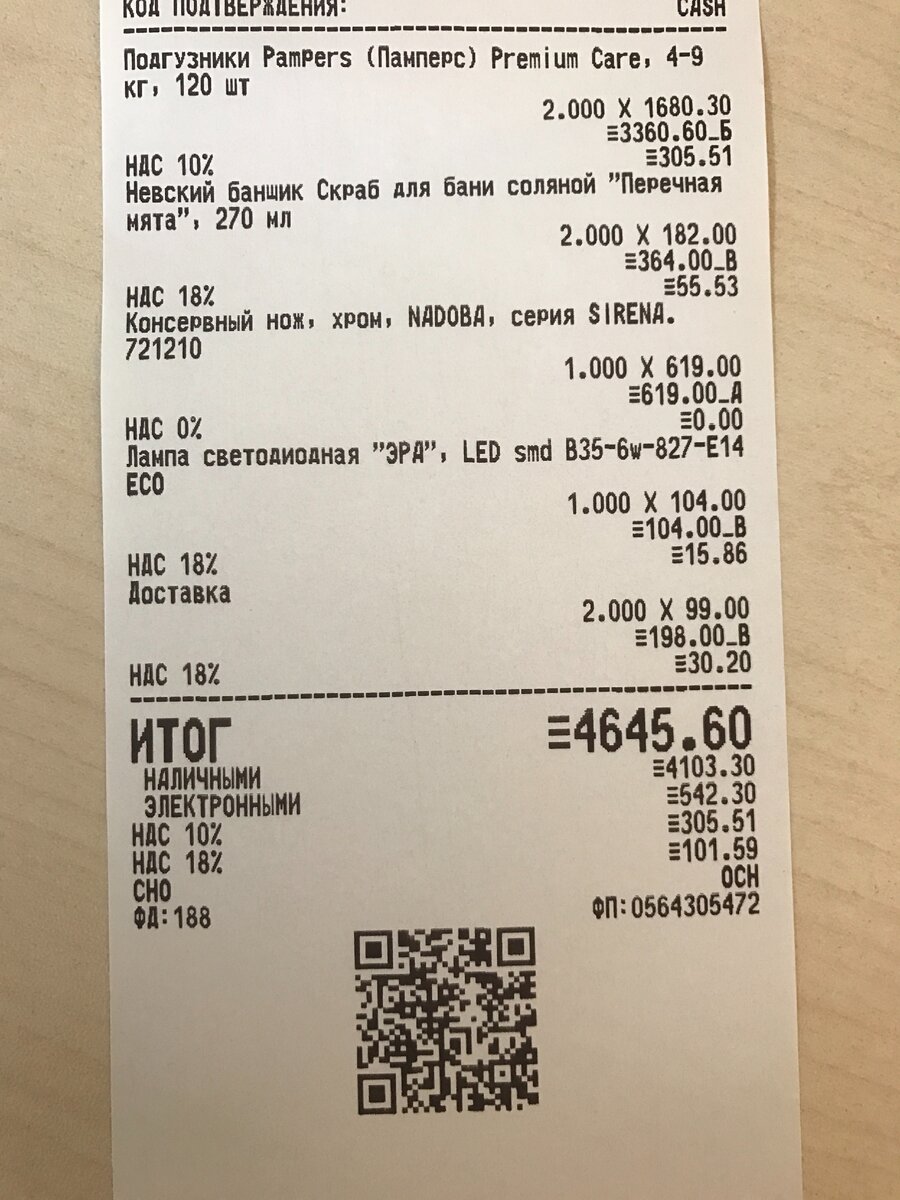 КОД ПОДТВЕРЖДЕНИЯ: CASH
Подгузники Pampers (Памперс) Premium Care, 4-9
кг, 120 шт
2.000 X 1680.30
≡3360.60_Б
НДС 10% ≡305.51
Невский банщик Скраб для бани соляной "Перечная
мята", 270 мл
2.000 X 182.00
≡364.00_В
НДС 18% ≡55.53
Консервный нож, хром, NADOBA, серия SIRENA.
721210
1.000 X 619.00
≡619.00_А
НДС 0% ≡0.00
Лампа светодиодная "ЭРА", LED smd B35-6w-827-E14
ECO
1.000 X 104.00
≡104.00_В
НДС 18% ≡15.86
Доставка
2.000 X 99.00
≡198.00_В
НДС 18% ≡30.20
ИТОГ ≡4645.60
НАЛИЧНЫМИ ≡4103.30
ЭЛЕКТРОННЫМИ ≡542.30
НДС 10% ≡305.51
НДС 18% ≡101.59
СНО ОСН
ФД:188 ФП:0564305472